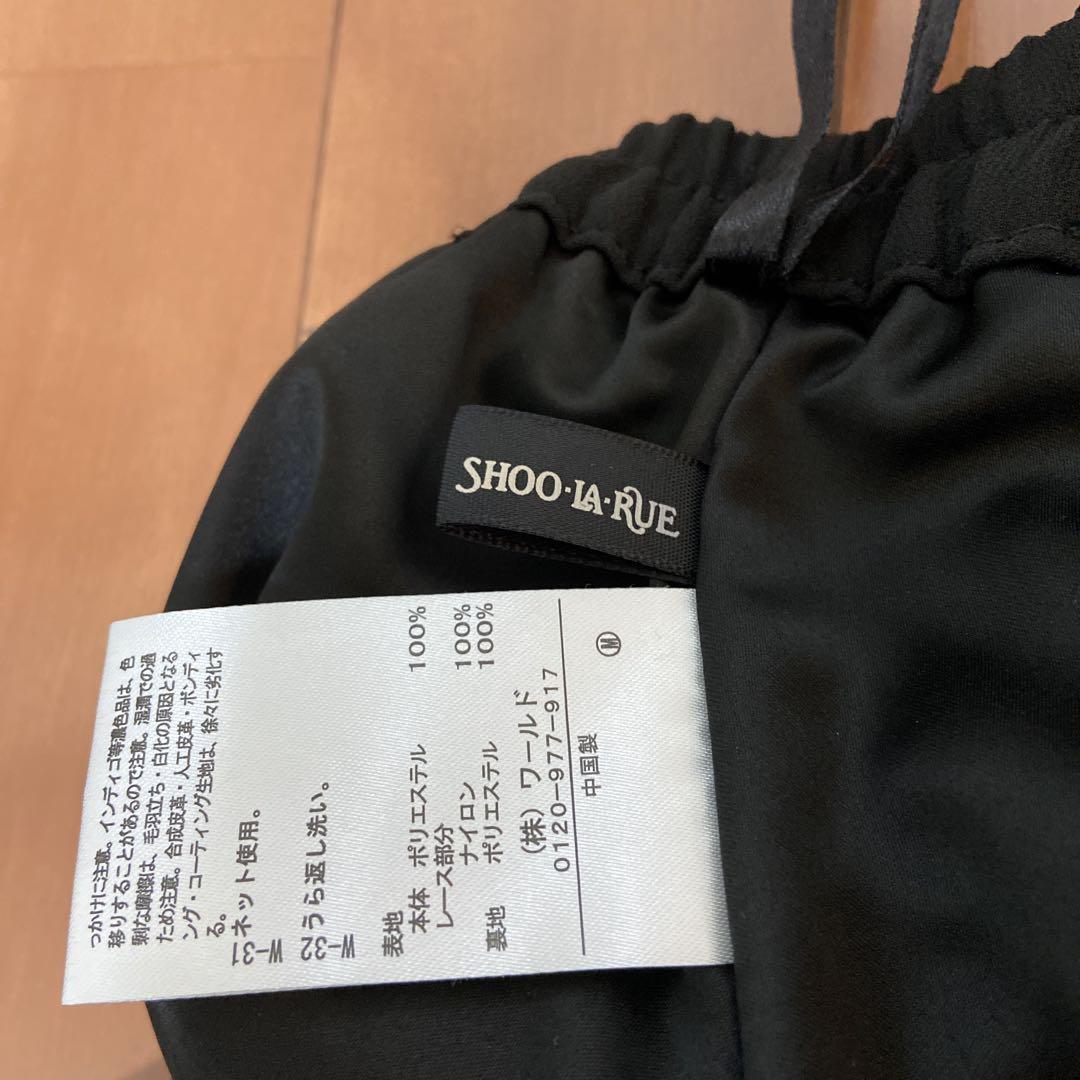 SHOO·LA·RUE
っかけに注意。インディゴ等濃色品は、色
移りすることがあるので注意。湿潤での過
剰な摩擦は、毛羽立ち・白化の原因となる
ため注意。合成皮革・人工皮革・ボンディ
ング・コーティング生地は、徐々に劣化す
る。
ネット使用。
うら返し洗い。
表地
本体 ポリエステル 100%
レース部分
ナイロン 100%
裏地 ポリエステル 100%
(株)ワールド
0120-977-917
中国製
M